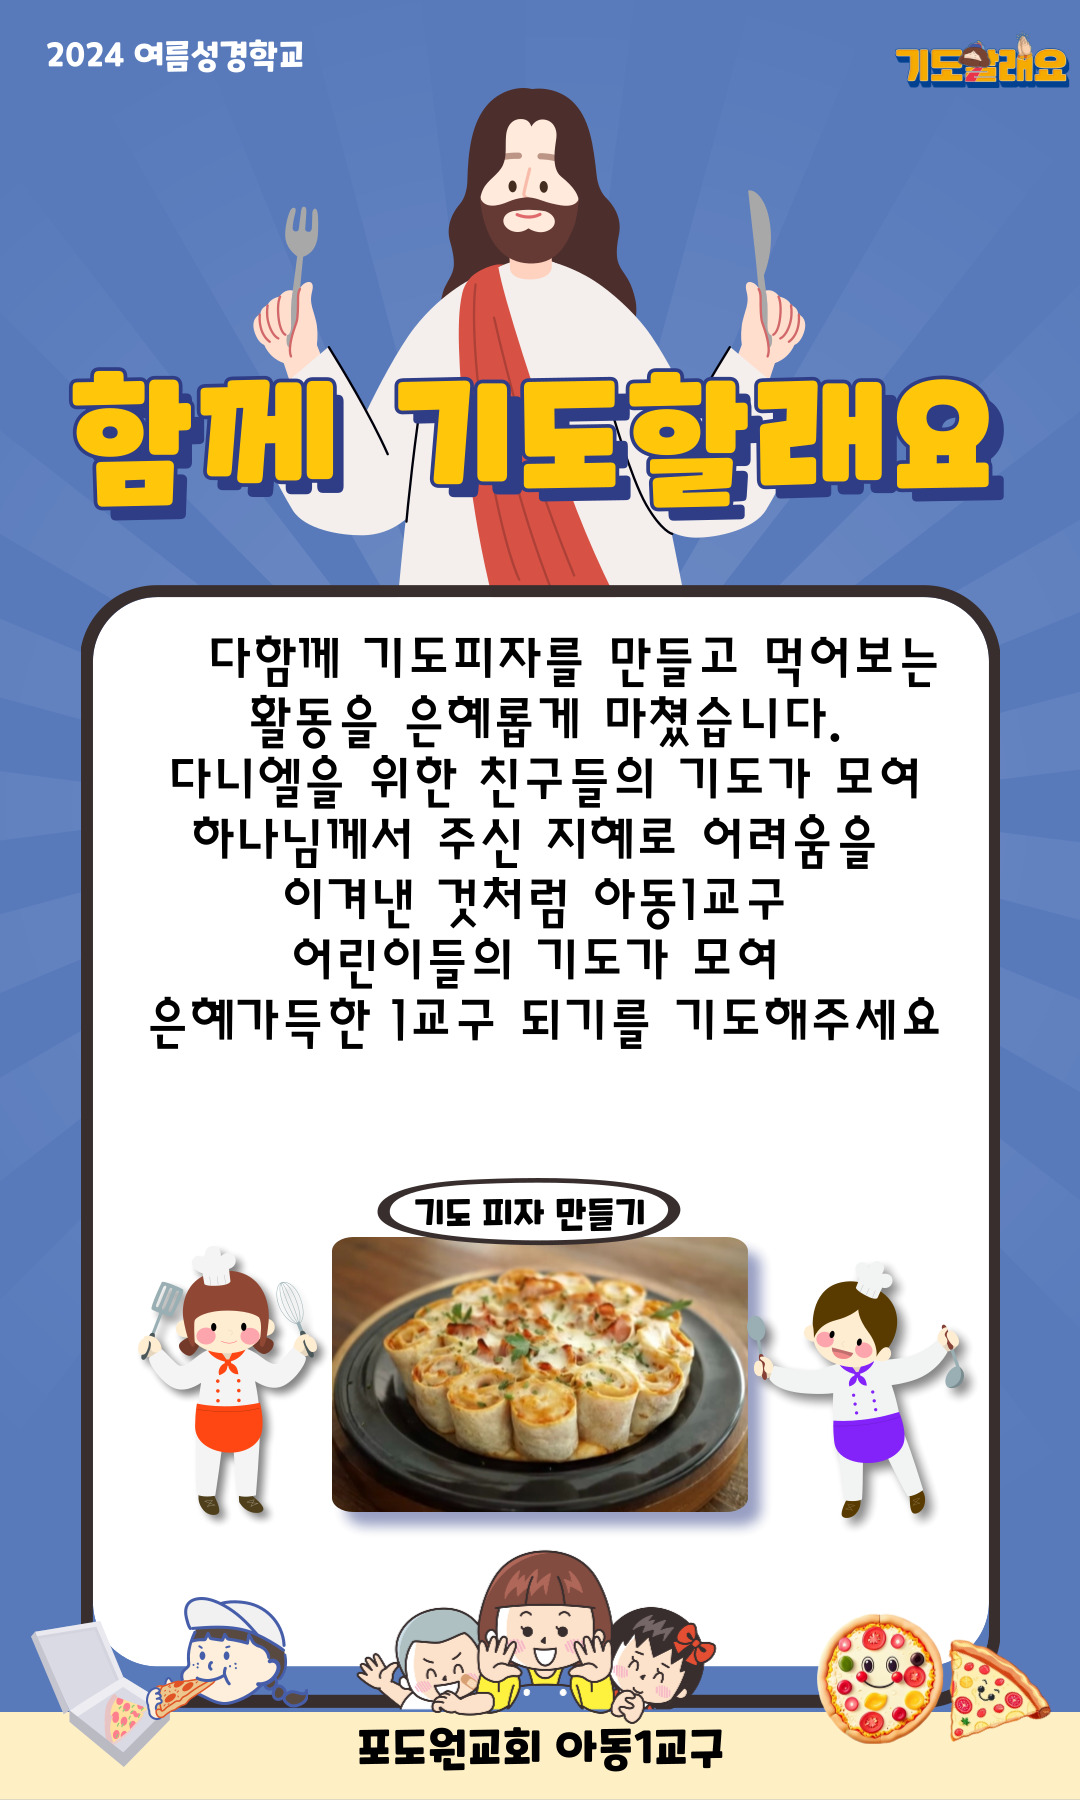 2024 여름성경학교
기도할래요
함께 기도할래요
다함께 기도피자를 만들고 먹어보는
활동을 은혜롭게 마쳤습니다.
다니엘을 위한 친구들의 기도가 모여
하나님께서 주신 지혜로 어려움을
이겨낸 것처럼 아동1교구
어린이들의 기도가 모여
은혜가득한 1교구 되기를 기도해주세요
기도 피자 만들기
포도원교회 아동1교구